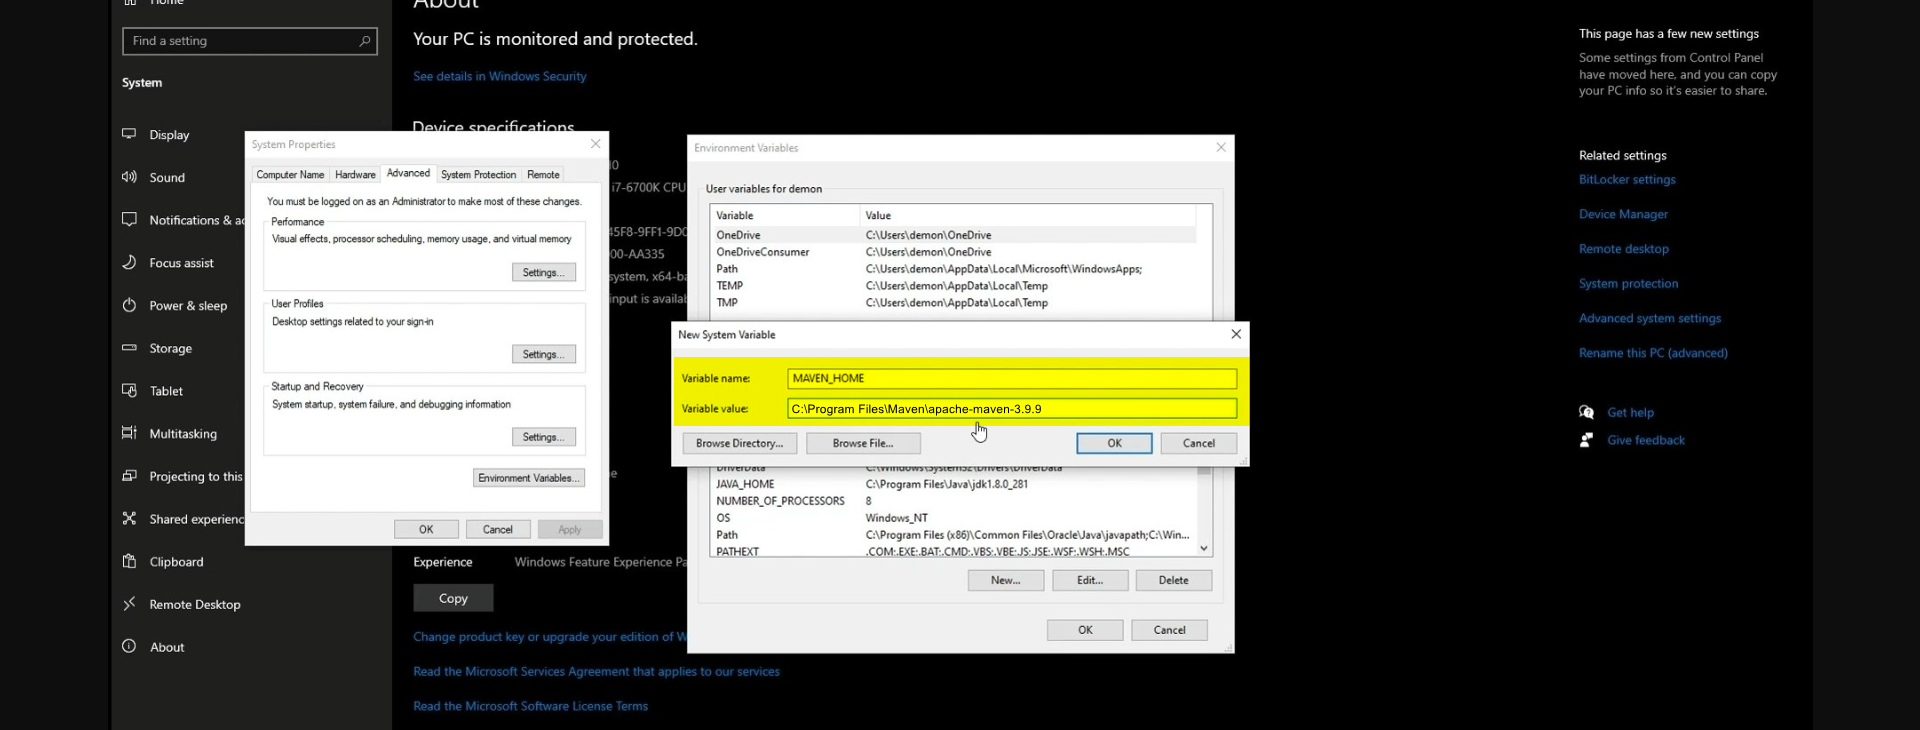 Home
About
Find a setting
System
Display
Sound
Notifications & ac
Focus assist
Power & sleep
Storage
Tablet
Multitasking
Projecting to this
Shared experienc
Clipboard
Remote Desktop
About
Your PC is monitored and protected.
See details in Windows Security
Device specifications
i7-6700K CPU
45F8-9FF1-9D0
00-AA335
system, x64-ba
input is availab
System Properties
Computer Name
Hardware
Advanced
System Protection
Remote
You must be logged on as an Administrator to make most of these changes.
Performance
Visual effects, processor scheduling, memory usage, and virtual memory
Settings...
User Profiles
Desktop settings related to your sign-in
Settings...
Startup and Recovery
System startup, system failure, and debugging information
Settings...
Environment Variables...
OK
Cancel
Apply
Experience
Windows Feature Experience Pa
Copy
Change product key or upgrade your edition of W
Read the Microsoft Services Agreement that applies to our services
Read the Microsoft Software License Terms
Environment Variables
User variables for demon
Variable Value
OneDrive C:\Users\demon\OneDrive
OneDriveConsumer C:\Users\demon\OneDrive
Path C:\Users\demon\AppData\Local\Microsoft\WindowsApps;
TEMP C:\Users\demon\AppData\Local\Temp
TMP C:\Users\demon\AppData\Local\Temp
New System Variable
Variable name: MAVEN_HOME
Variable value: C:\Program Files\Maven\apache-maven-3.9.9
Browse Directory...
Browse File...
OK
Cancel
DriverData C:\Windows\System32\Drivers\DriverData
JAVA_HOME C:\Program Files\Java\jdk1.8.0_281
NUMBER_OF_PROCESSORS 8
OS Windows_NT
Path C:\Program Files (x86)\Common Files\Oracle\Java\javapath;C:\Win...
PATHEXT .COM;.EXE;.BAT;.CMD;.VBS;.VBE;.JS;.JSE;.WSF;.WSH;.MSC
New...
Edit...
Delete
OK
Cancel
This page has a few new settings
Some settings from Control Panel
have moved here, and you can copy
your PC info so it's easier to share.
Related settings
BitLocker settings
Device Manager
Remote desktop
System protection
Advanced system settings
Rename this PC (advanced)
Get help
Give feedback